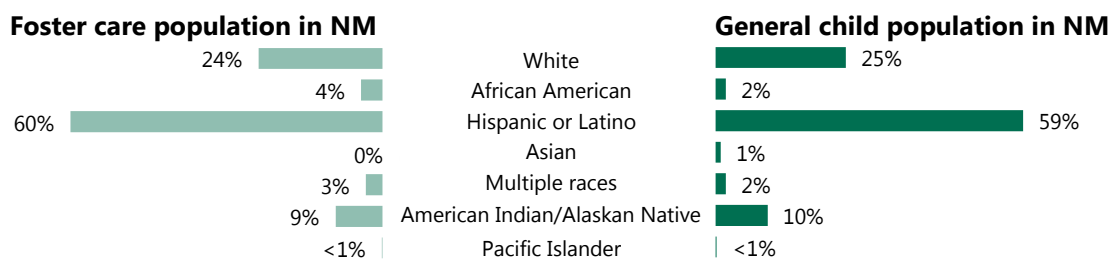 Foster care population in NM General child population in NM
24% White 25%
4% African American 2%
60% Hispanic or Latino 59%
0% Asian 1%
3% Multiple races 2%
9% American Indian/Alaskan Native 10%
<1% Pacific Islander <1%